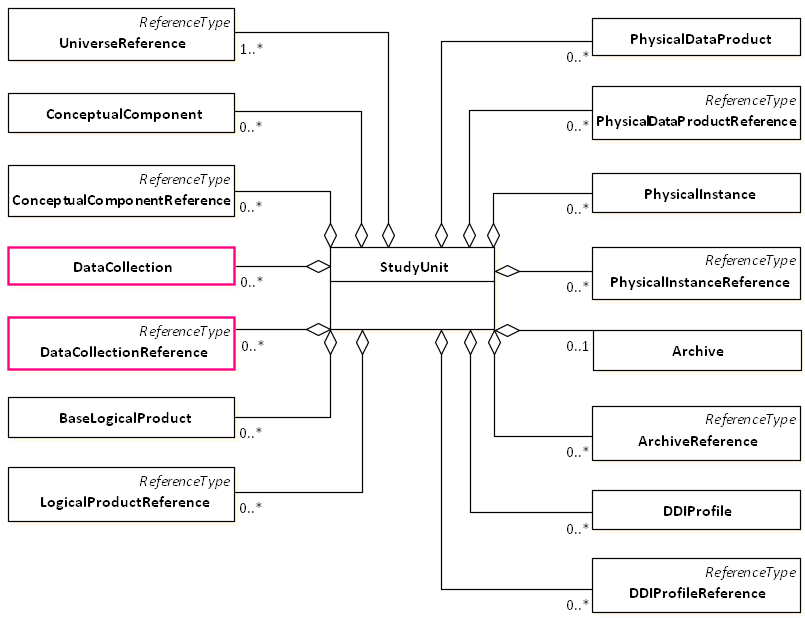 ReferenceType
UniverseReference
1..*
ConceptualComponent
0..*
ReferenceType
ConceptualComponentReference
0..*
DataCollection
0..*
ReferenceType
DataCollectionReference
0..*
BaseLogicalProduct
0..*
ReferenceType
LogicalProductReference
0..*
StudyUnit
PhysicalDataProduct
0..*
ReferenceType
PhysicalDataProductReference
0..*
PhysicalInstance
0..*
ReferenceType
PhysicalInstanceReference
0..*
Archive
0..1
ReferenceType
ArchiveReference
0..*
DDIProfile
0..*
ReferenceType
DDIProfileReference
0..*